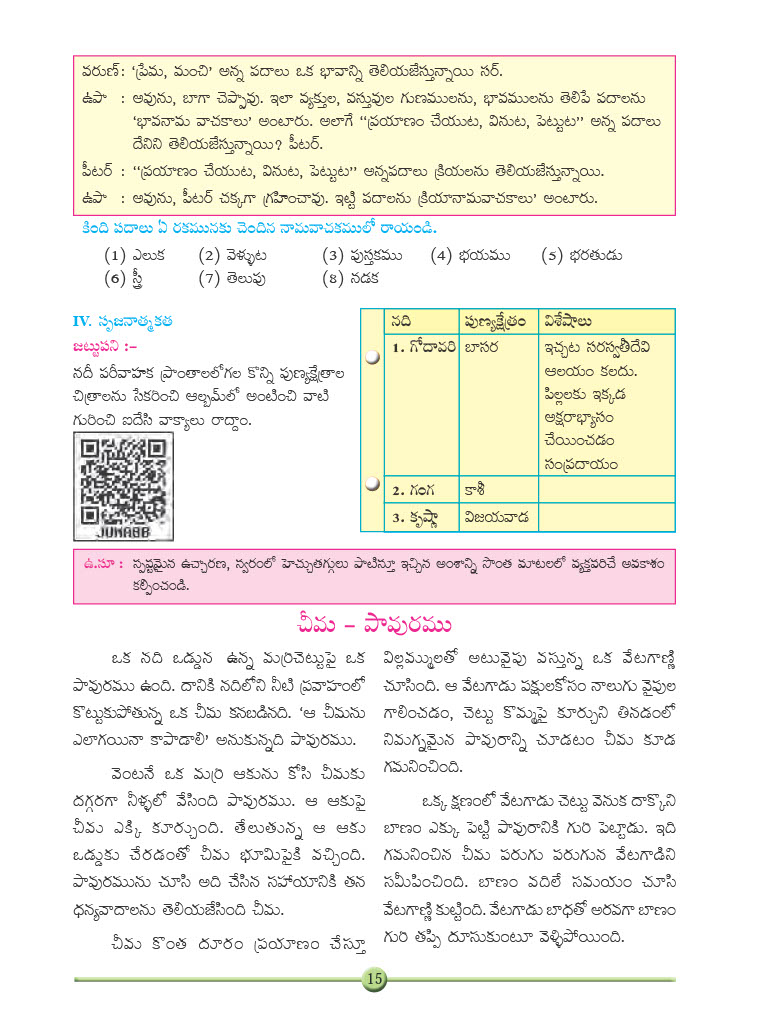 వరుణ్: ‘ప్రేమ, మంచి’ అన్న పదాలు ఒక భావాన్ని తెలియజేస్తున్నాయి సర్.
ఉపా : అవును, బాగా చెప్పావు. ఇలా వ్యక్తుల, వస్తువుల గుణములను, భావములను తెలిపే పదాలను
‘భావనామ వాచకాలు’ అంటారు. అలాగే “ప్రయాణం చేయుట, వినుట, పెట్టుట” అన్న పదాలు
దేనిని తెలియజేస్తున్నాయి? పీటర్.
పీటర్ : “ప్రయాణం చేయుట, వినుట, పెట్టుట” అన్నపదాలు క్రియలను తెలియజేస్తున్నాయి.
ఉపా : అవును, పీటర్ చక్కగా గ్రహించావు. ఇట్టి పదాలను క్రియానామవాచకాలు’ అంటారు.
కింది పదాలు ఏ రకమునకు చెందిన నామవాచకములో రాయండి.
(1) ఎలుక (2) వెళ్ళుట (3) పుస్తకము (4) భయము (5) భరతుడు
(6) స్త్రీ (7) తెలుపు (8) నడక
IV. సృజనాత్మకత
జట్టుపని :–
నదీ పరీవాహక ప్రాంతాలలోగల కొన్ని పుణ్యక్షేత్రాల
చిత్రాలను సేకరించి ఆల్బమ్‌లో అంటించి వాటి
గురించి ఐదేసి వాక్యాలు రాద్దాం.
JUNABB
నది పుణ్యక్షేత్రం విశేషాలు
1. గోదావరి బాసర ఇచ్చట సరస్వతీదేవి
ఆలయం కలదు.
పిల్లలకు ఇక్కడ
అక్షరాభ్యాసం
చేయించడం
సంప్రదాయం
2. గంగ కాశీ
3. కృష్ణా విజయవాడ
ఉ.సూ : స్పష్టమైన ఉచ్చారణ, స్వరంలో హెచ్చుతగ్గులు పాటిస్తూ ఇచ్చిన అంశాన్ని సొంత మాటలలో వ్యక్తపరిచే అవకాశం
కల్పించండి.
చీమ – పావురము
ఒక నది ఒడ్డున ఉన్న మర్రిచెట్టుపై ఒక
పావురము ఉంది. దానికి నదిలోని నీటి ప్రవాహంలో
కొట్టుకుపోతున్న ఒక చీమ కనబడినది. ‘ఆ చీమను
ఎలాగయినా కాపాడాలి’ అనుకున్నది పావురము.
వెంటనే ఒక మర్రి ఆకును కోసి చీమకు
దగ్గరగా నీళ్ళలో వేసింది పావురము. ఆ ఆకుపై
చీమ ఎక్కి కూర్చుంది. తేలుతున్న ఆ ఆకు
ఒడ్డుకు చేరడంతో చీమ భూమిపైకి వచ్చింది.
పావురమును చూసి అది చేసిన సహాయానికి తన
ధన్యవాదాలను తెలియజేసింది చీమ.
చీమ కొంత దూరం ప్రయాణం చేస్తూ
విల్లమ్ములతో అటువైపు వస్తున్న ఒక వేటగాణ్ణి
చూసింది. ఆ వేటగాడు పక్షులకోసం నాలుగు వైపుల
గాలించడం, చెట్టు కొమ్మపై కూర్చుని తినడంలో
నిమగ్నమైన పావురాన్ని చూడటం చీమ కూడ
గమనించింది.
ఒక్క క్షణంలో వేటగాడు చెట్టు వెనుక దాక్కొని
బాణం ఎక్కు పెట్టి పావురానికి గురి పెట్టాడు. ఇది
గమనించిన చీమ పరుగు పరుగున వేటగాడిని
సమీపించింది. బాణం వదిలే సమయం చూసి
వేటగాణ్ణి కుట్టింది. వేటగాడు బాధతో అరవగా బాణం
గురి తప్పి దూసుకుంటూ వెళ్ళిపోయింది.
15